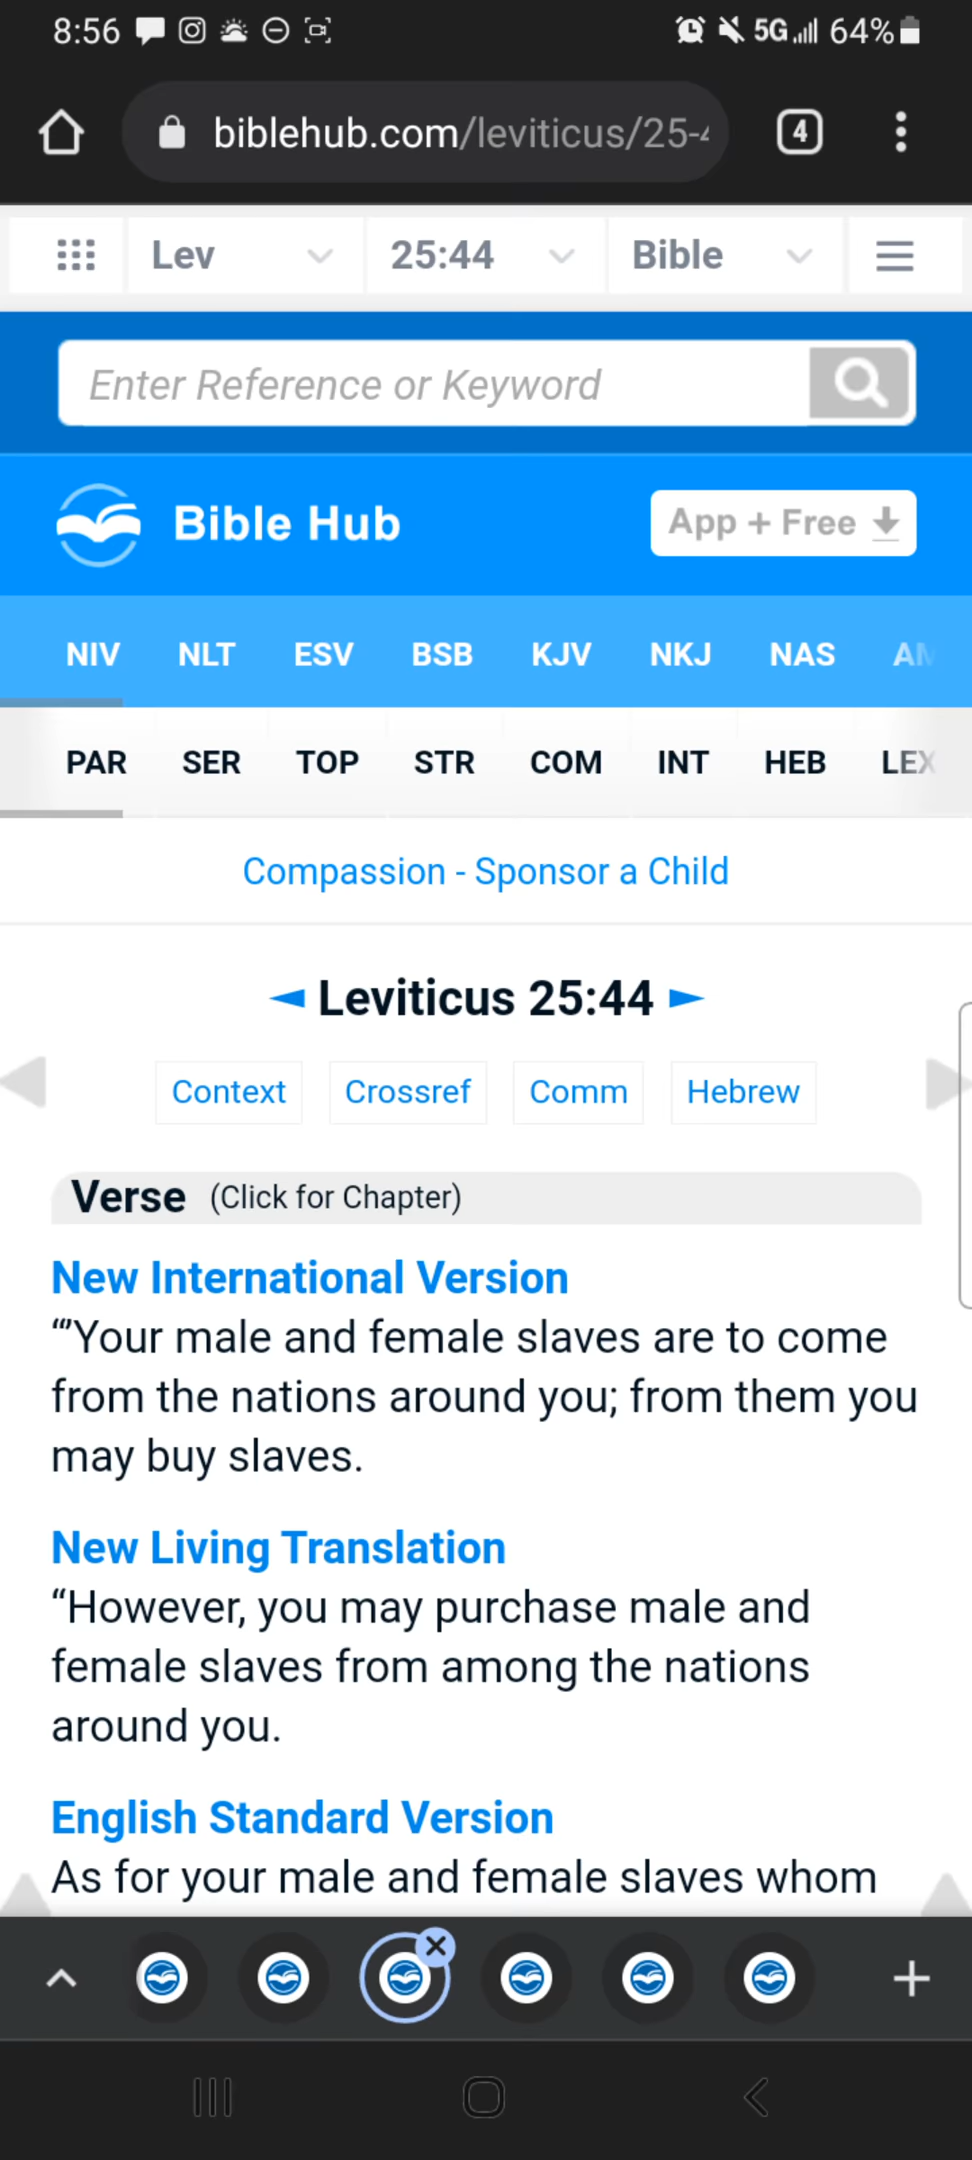 8:56 5G 64%
biblehub.com/leviticus/25-4 4
Lev 25:44 Bible
Enter Reference or Keyword
Bible Hub App + Free
NIV NLT ESV BSB KJV NKJ NAS AM
PAR SER TOP STR COM INT HEB LEX
Compassion - Sponsor a Child
Leviticus 25:44
Context Crossref Comm Hebrew
Verse (Click for Chapter)
New International Version
“‘Your male and female slaves are to come
from the nations around you; from them you
may buy slaves.
New Living Translation
“However, you may purchase male and
female slaves from among the nations
around you.
English Standard Version
As for your male and female slaves whom